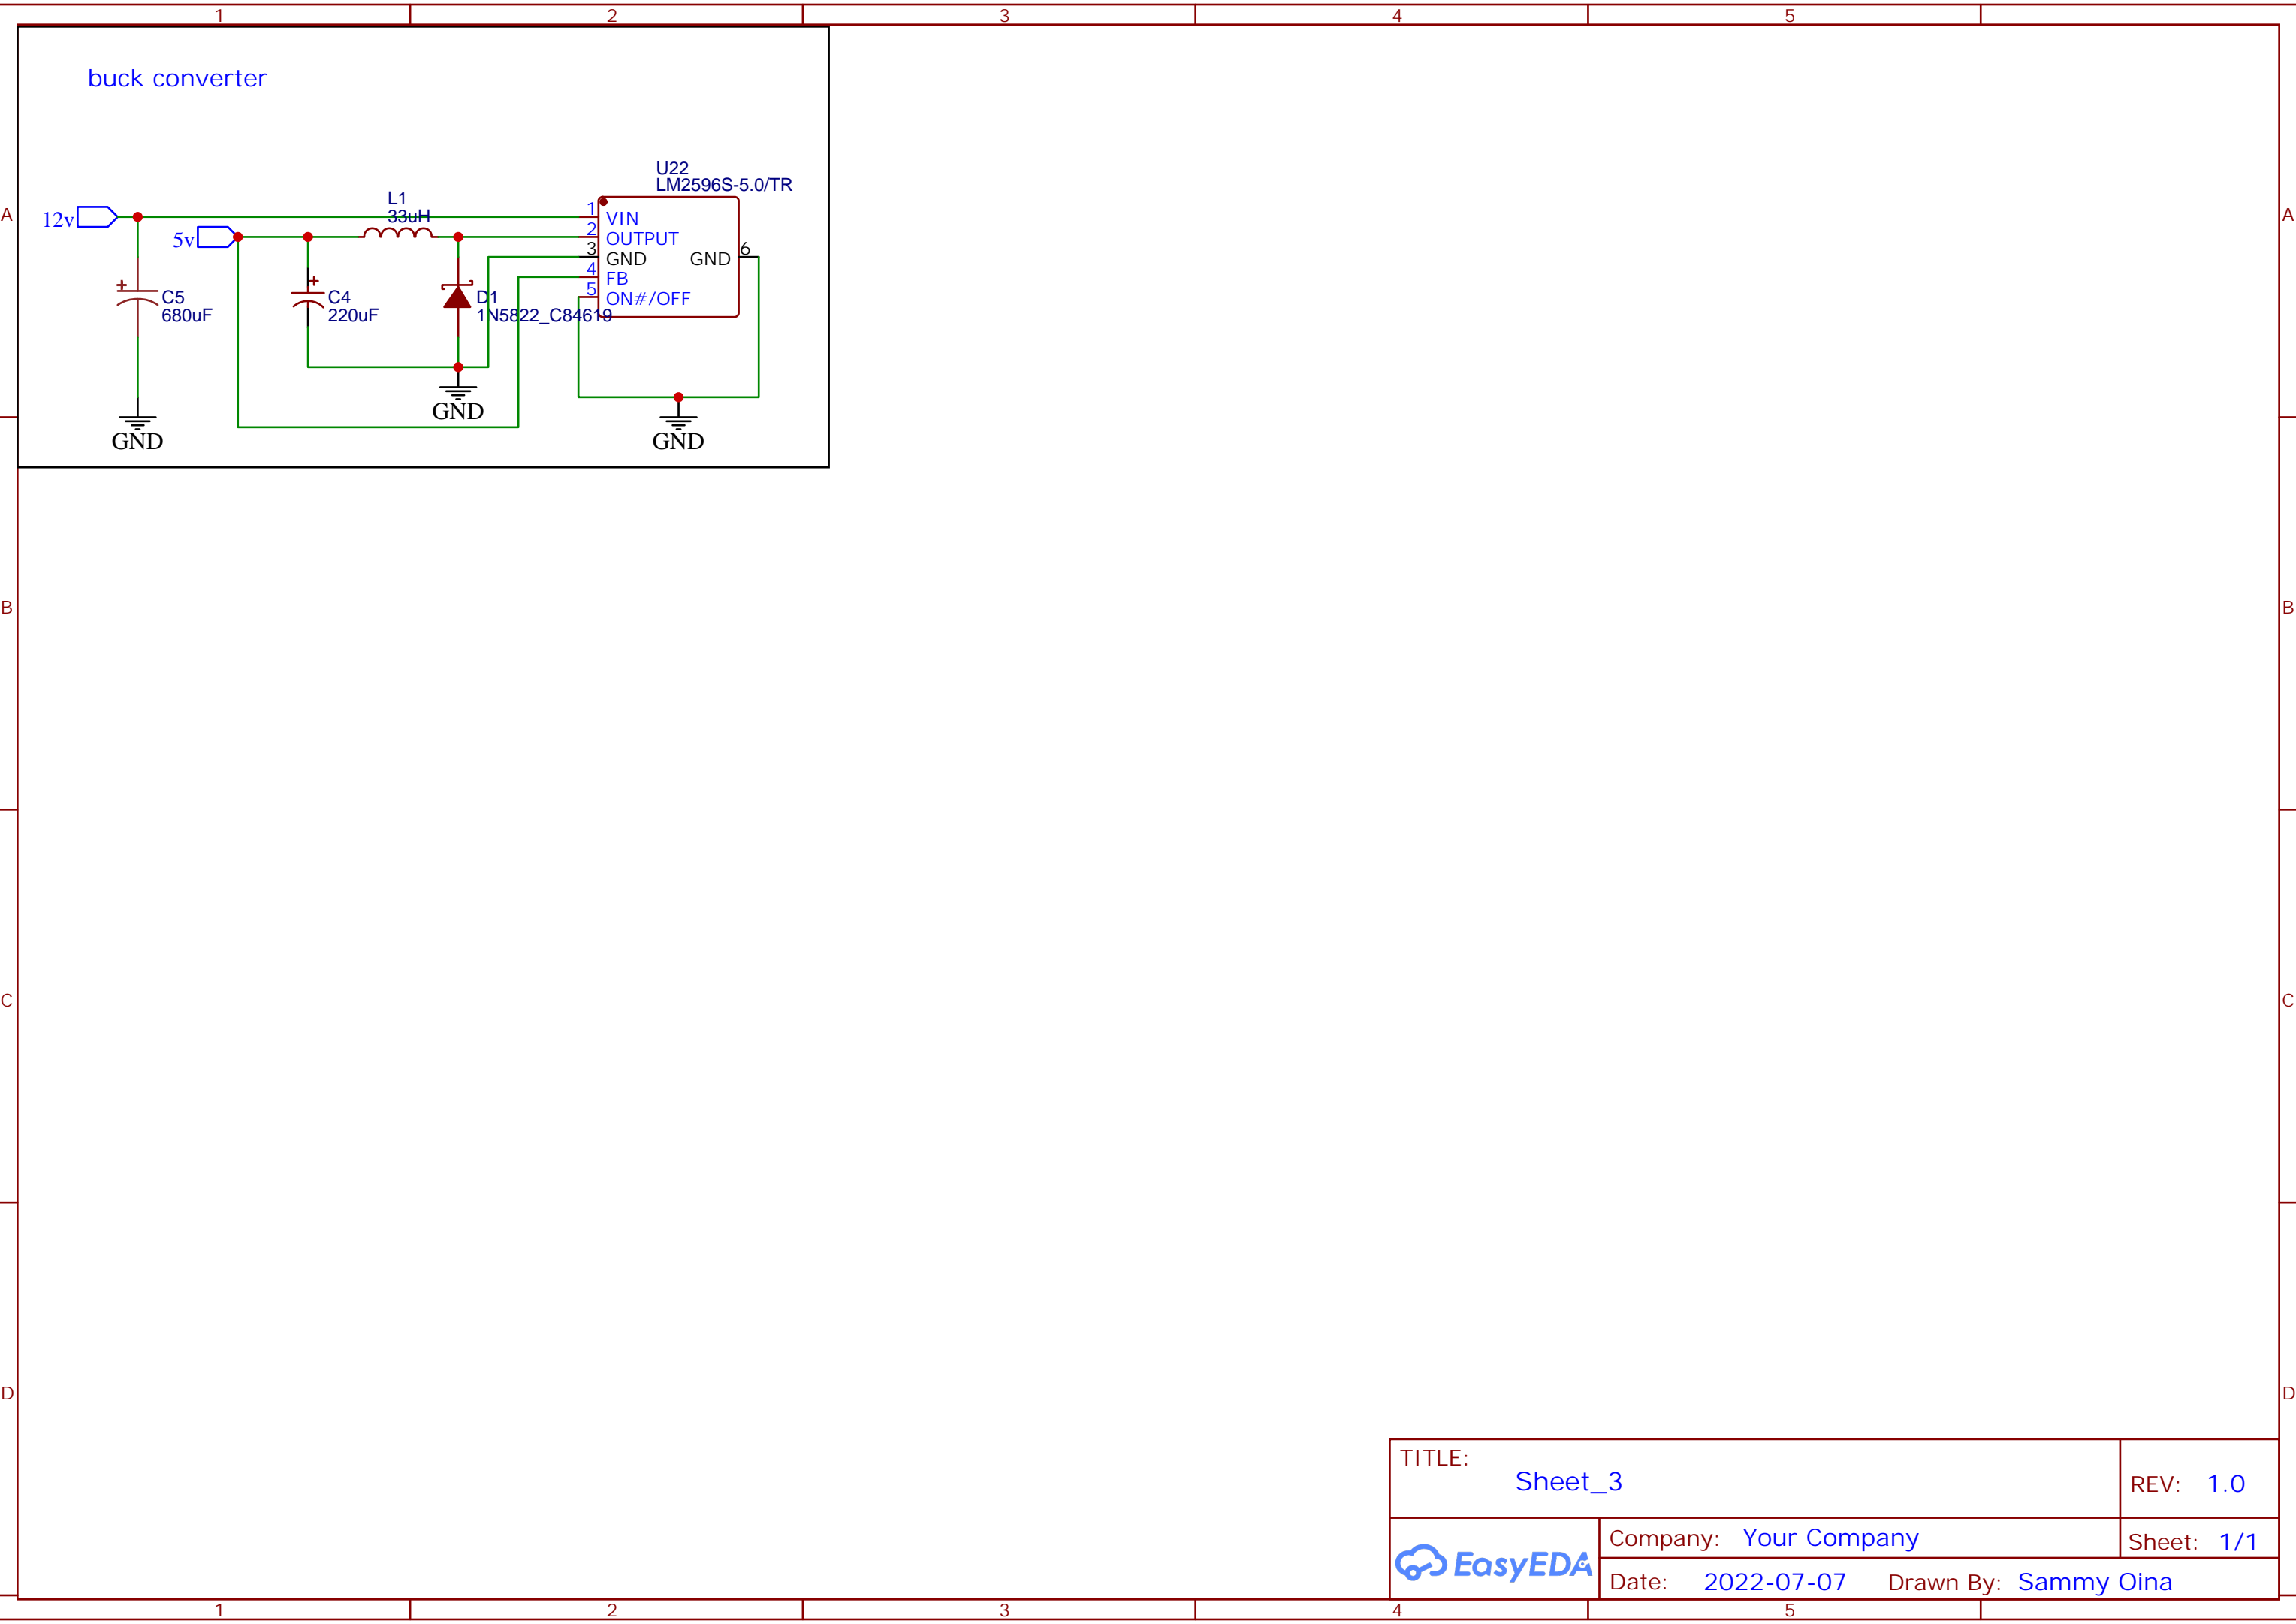 1 2 3 4 5
buck converter
U22
LM2596S-5.0/TR
L1
33uH
A
12v
1
VIN
A
5v
2
OUTPUT
3
GND
GND
6
4
FB
5
ON#/OFF
C5
680uF
C4
220uF
D1
1N5822_C84619
GND
GND
GND
B
B
C
C
D
D
TITLE:
Sheet_3
REV: 1.0
EasyEDA
Company: Your Company
Sheet: 1/1
Date: 2022-07-07 Drawn By: Sammy Oina
1 2 3 4 5